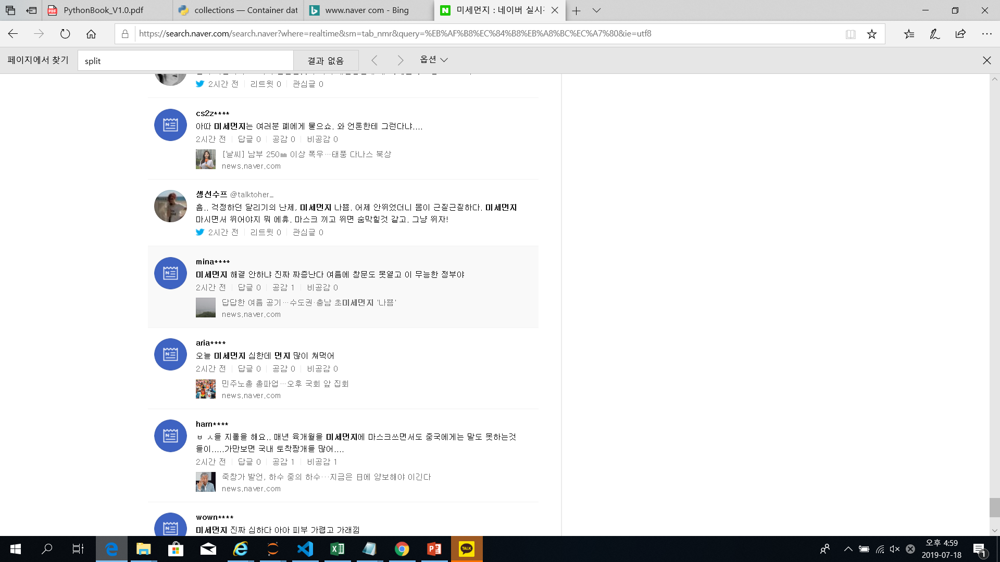 PythonBook_V1.0.pdf
collections — Container dat
www.naver com - Bing
미세먼지 : 네이버 실시간
https://search.naver.com/search.naver?where=realtime&sm=tab_nmr&query=%EB%AF%B8%EC%84%B8%EB%A8%BC%EC%A7%80&ie=utf8
페이지에서 찾기
split
결과 없음
옵션
2시간 전 리트윗 0 관심글 0
cs2z****
아따 미세먼지는 여러분 폐에게 물으쇼. 와 언론한테 그런다냐....
2시간 전 답글 0 공감 0 비공감 0
[날씨] 남부 250㎜ 이상 폭우…태풍 다나스 북상
news.naver.com
생선수프 @talktoher_
흠.. 걱정하던 달리기의 난제, 미세먼지 나쁨. 어제 안뛰었더니 몸이 근질근질하다. 미세먼지
마시면서 뛰어야지 뭐 에휴. 마스크 끼고 뛰면 숨막힐것 같고. 그냥 뛰자!
2시간 전 리트윗 0 관심글 0
mina****
미세먼지 해결 안하냐 진짜 짜증난다 여름에 창문도 못열고 이 무능한 정부야
2시간 전 답글 0 공감 1 비공감 0
답답한 여름 공기…수도권·충남 초미세먼지 '나쁨'
news.naver.com
aria****
오늘 미세먼지 심한데 먼지 많이 쳐먹어
2시간 전 답글 0 공감 0 비공감 0
민주노총 총파업…오후 국회 앞 집회
news.naver.com
harn****
ㅂ ㅅ들 지롤을 해요.. 매년 육개월을 미세먼지에 마스크쓰면서도 중국에게는 말도 못하는것
들이.....가만보면 국내 토착짱개들 많어....
2시간 전 답글 0 공감 1 비공감 1
죽창가 발언, 하수 중의 하수…지금은 日에 양보해야 이긴다
news.naver.com
wown****
미세먼지 진짜 심하다 아아 피부 가렵고 가래낌
TALK
오후 4:59
2019-07-18
1